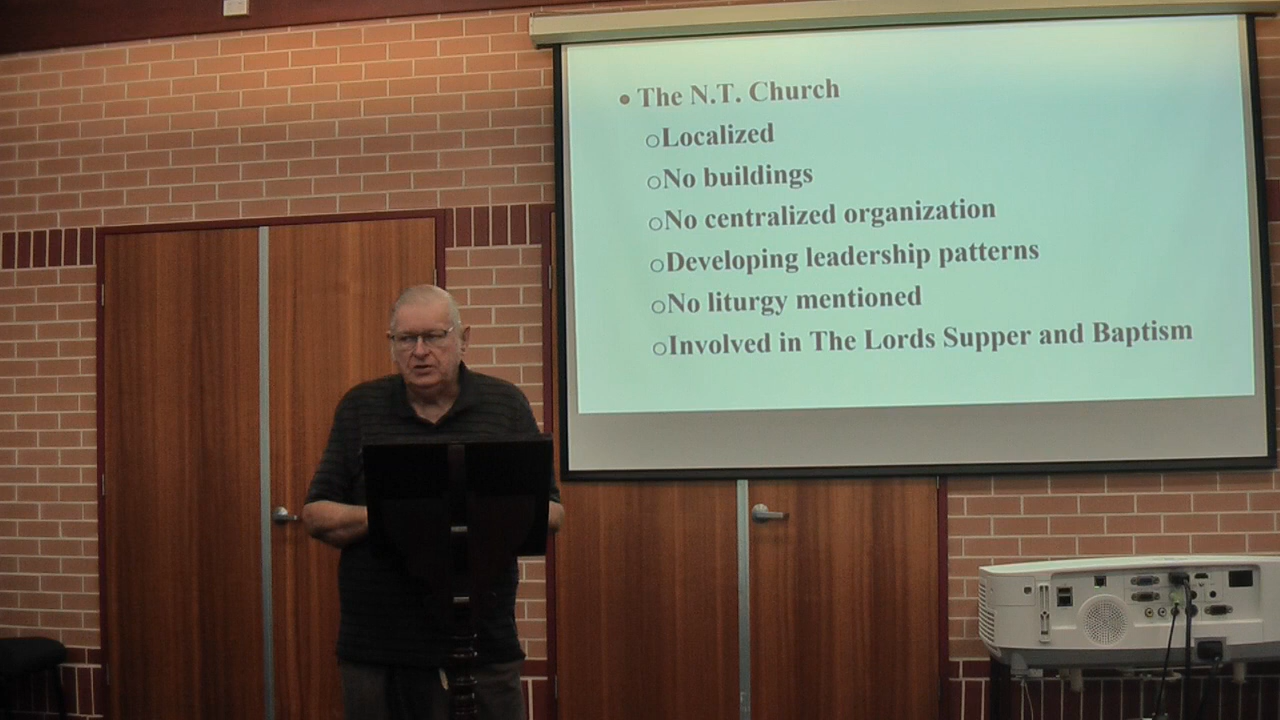 • The N.T. Church
○Localized
○No buildings
○No centralized organization
○Developing leadership patterns
○No liturgy mentioned
○Involved in The Lords Supper and Baptism